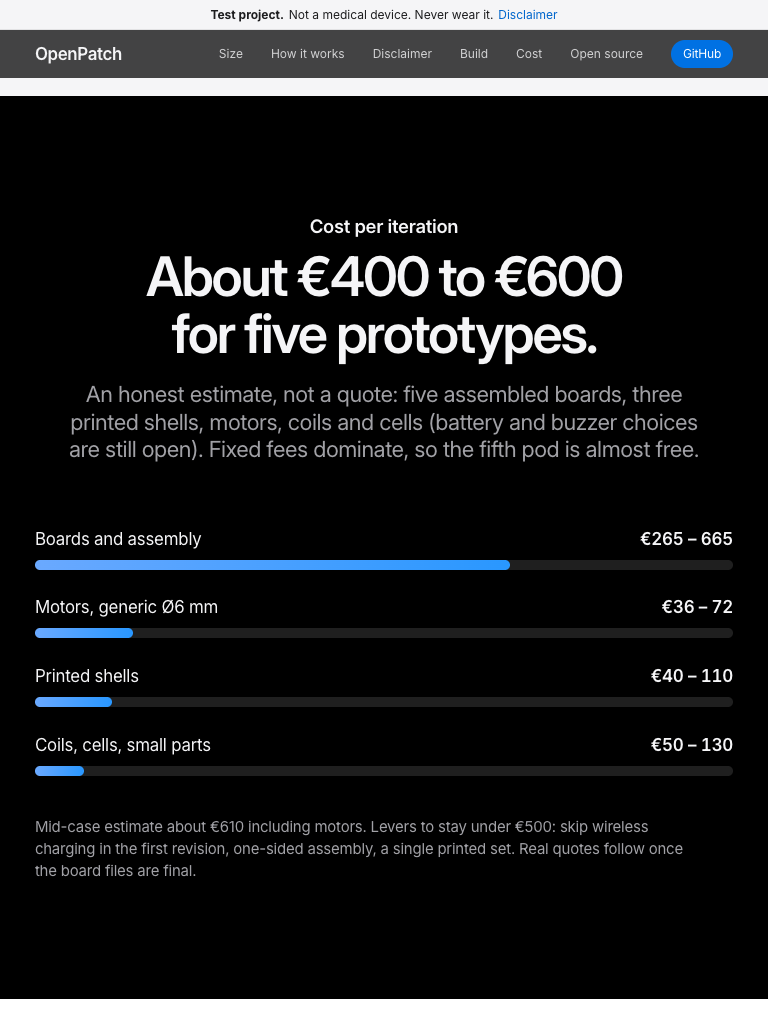 Test project. Not a medical device. Never wear it. Disclaimer
OpenPatch
Size
How it works
Disclaimer
Build
Cost
Open source
GitHub
Cost per iteration
About €400 to €600
for five prototypes.
An honest estimate, not a quote: five assembled boards, three
printed shells, motors, coils and cells (battery and buzzer choices
are still open). Fixed fees dominate, so the fifth pod is almost free.
Boards and assembly €265 – 665
Motors, generic Ø6 mm €36 – 72
Printed shells €40 – 110
Coils, cells, small parts €50 – 130
Mid-case estimate about €610 including motors. Levers to stay under €500: skip wireless
charging in the first revision, one-sided assembly, a single printed set. Real quotes follow once
the board files are final.